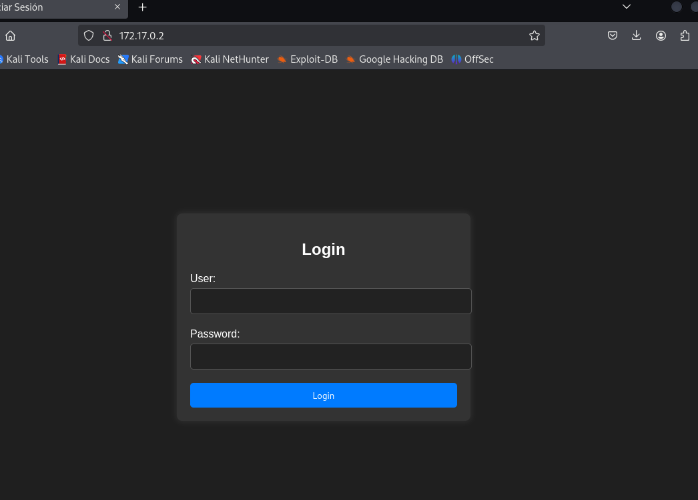 iar Sesión
172.17.0.2
Kali Tools Kali Docs Kali Forums Kali NetHunter Exploit-DB Google Hacking DB OffSec
Login
User:
Password:
Login